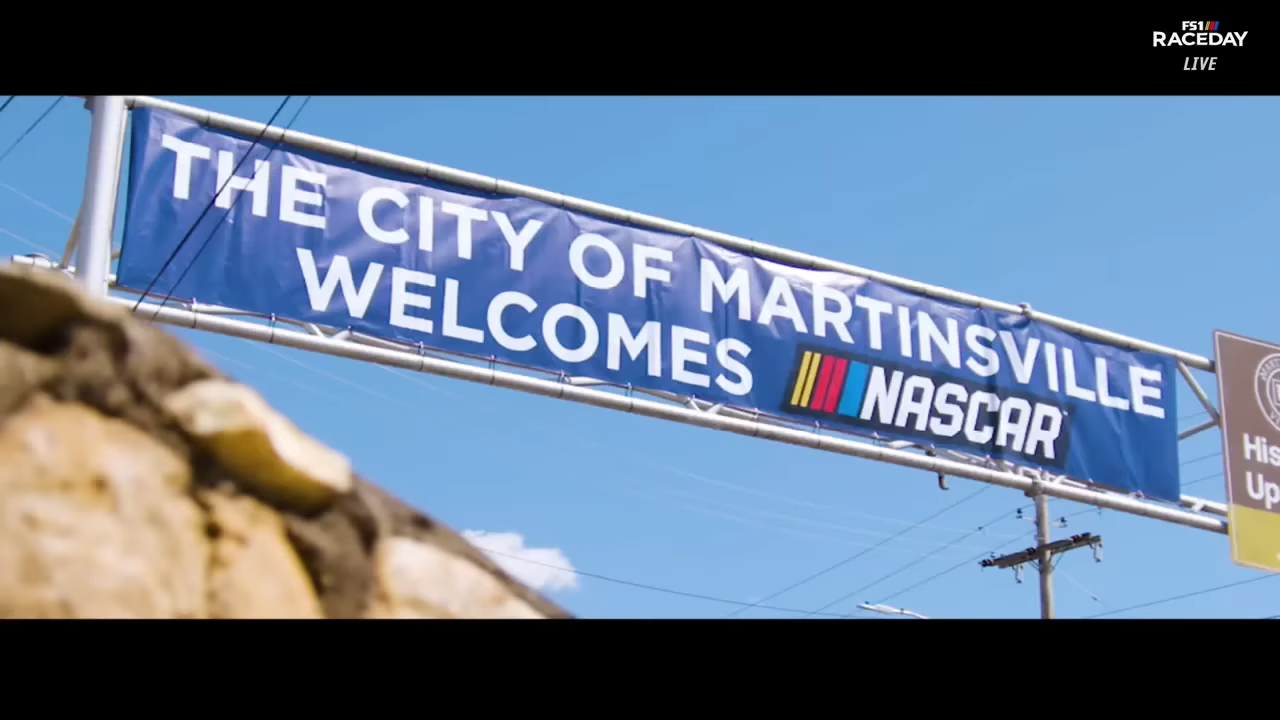 FS1
RACEDAY
LIVE
THE CITY OF MARTINSVILLE
WELCOMES NASCAR
His
Up